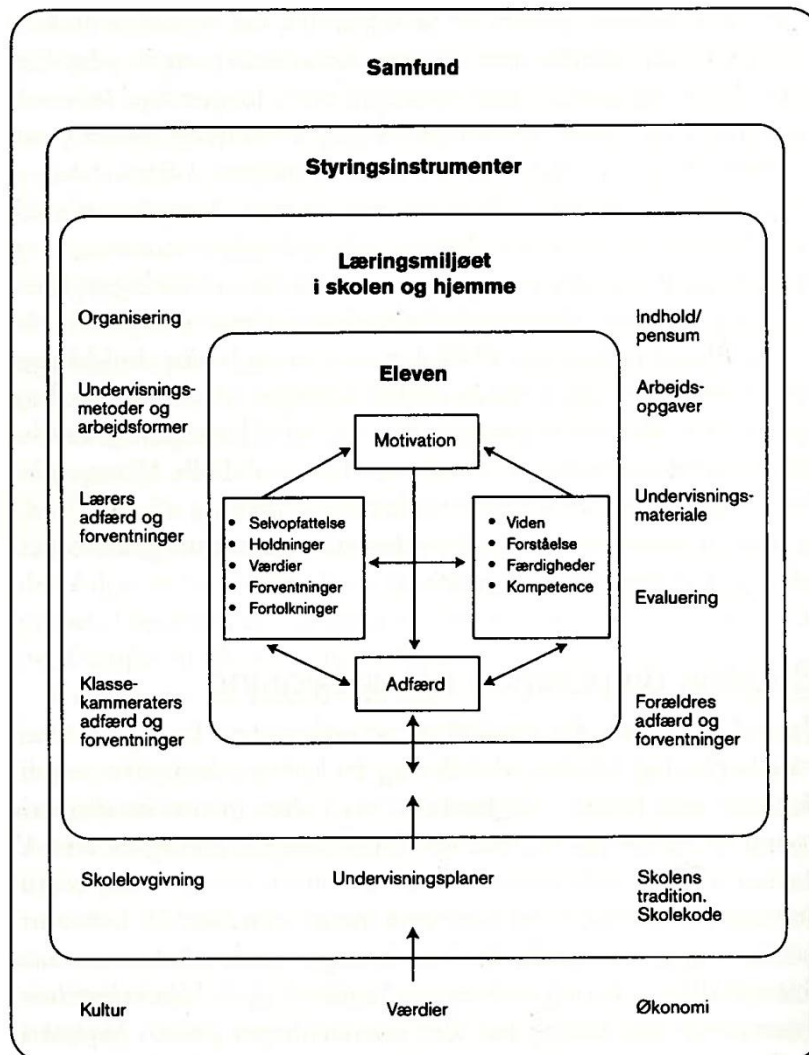 Samfund
Styringsinstrumenter
Læringsmiljøet
i skolen og hjemme
Organisering
Indhold/
pensum
Eleven
Undervisnings-
metoder og
arbejdsformer
Arbejds-
opgaver
Motivation
Lærers
adfærd og
forventninger
• Selvopfattelse
• Holdninger
• Værdier
• Forventninger
• Fortolkninger
• Viden
• Forståelse
• Færdigheder
• Kompetence
Undervisnings-
materiale
Evaluering
Adfærd
Klasse-
kammeraters
adfærd og
forventninger
Forældres
adfærd og
forventninger
Skolelovgivning
Undervisningsplaner
Skolens
tradition.
Skolekode
Kultur
Værdier
Økonomi